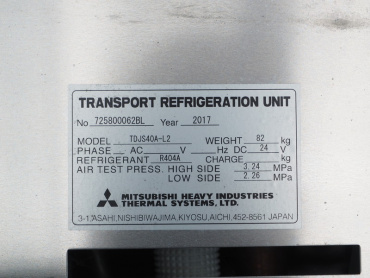 TRANSPORT REFRIGERATION UNIT
No 725800062BL Year 2017
MODEL TDJS40A-L2 WEIGHT 82 kg
PHASE AC V Hz DC 24 V
REFRIGERANT R404A CHARGE kg
AIR TEST PRESS. HIGH SIDE 3.24 MPa
LOW SIDE 2.26 MPa
MITSUBISHI HEAVY INDUSTRIES
THERMAL SYSTEMS, LTD.
3-1,ASAHI,NISHIBIWAJIMA,KIYOSU,AICHI,452-8561 JAPAN